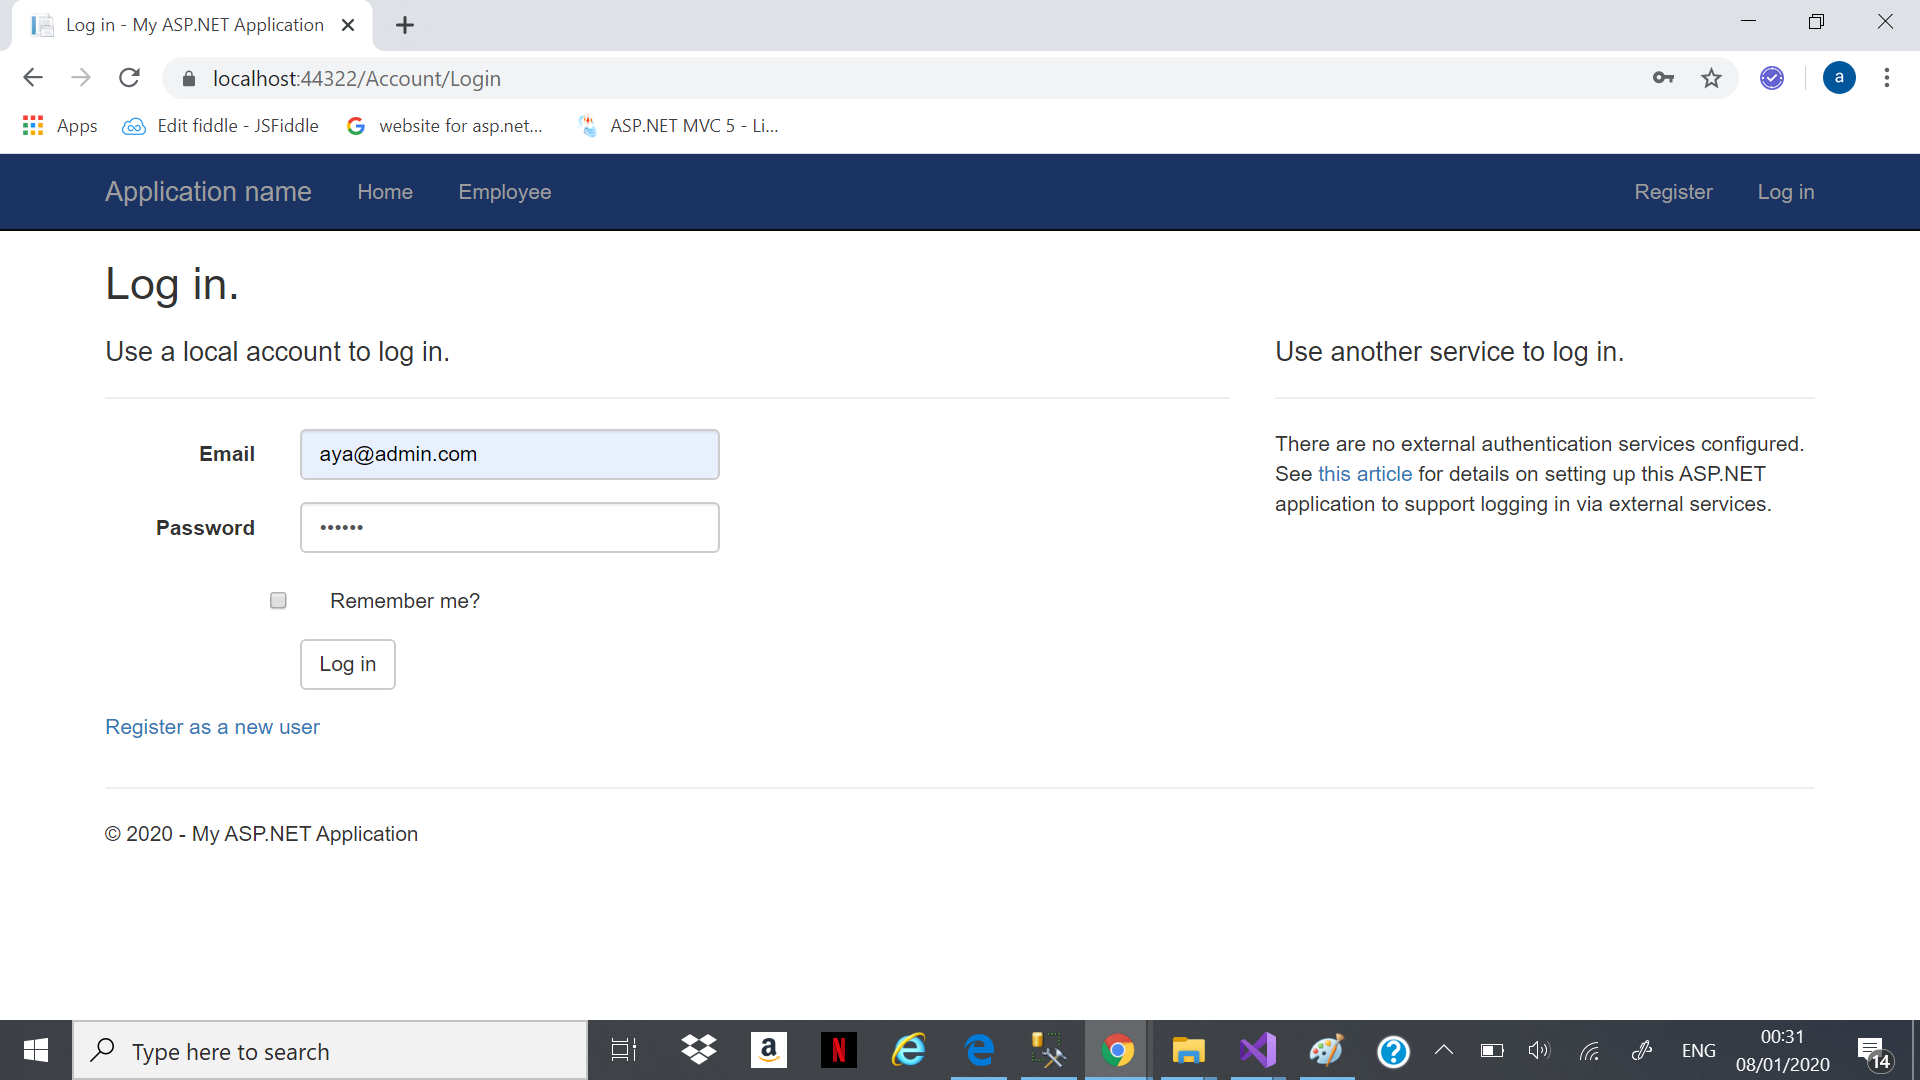 Log in - My ASP.NET Application
localhost:44322/Account/Login
a
Apps
Edit fiddle - JSFiddle
website for asp.net...
ASP.NET MVC 5 - Li...
Application name
Home
Employee
Register
Log in
Log in.
Use a local account to log in.
Email
aya@admin.com
Password
••••••
Remember me?
Log in
Register as a new user
Use another service to log in.
There are no external authentication services configured.
See this article for details on setting up this ASP.NET
application to support logging in via external services.
© 2020 - My ASP.NET Application
Type here to search
a
N
ENG
00:31
08/01/2020
14